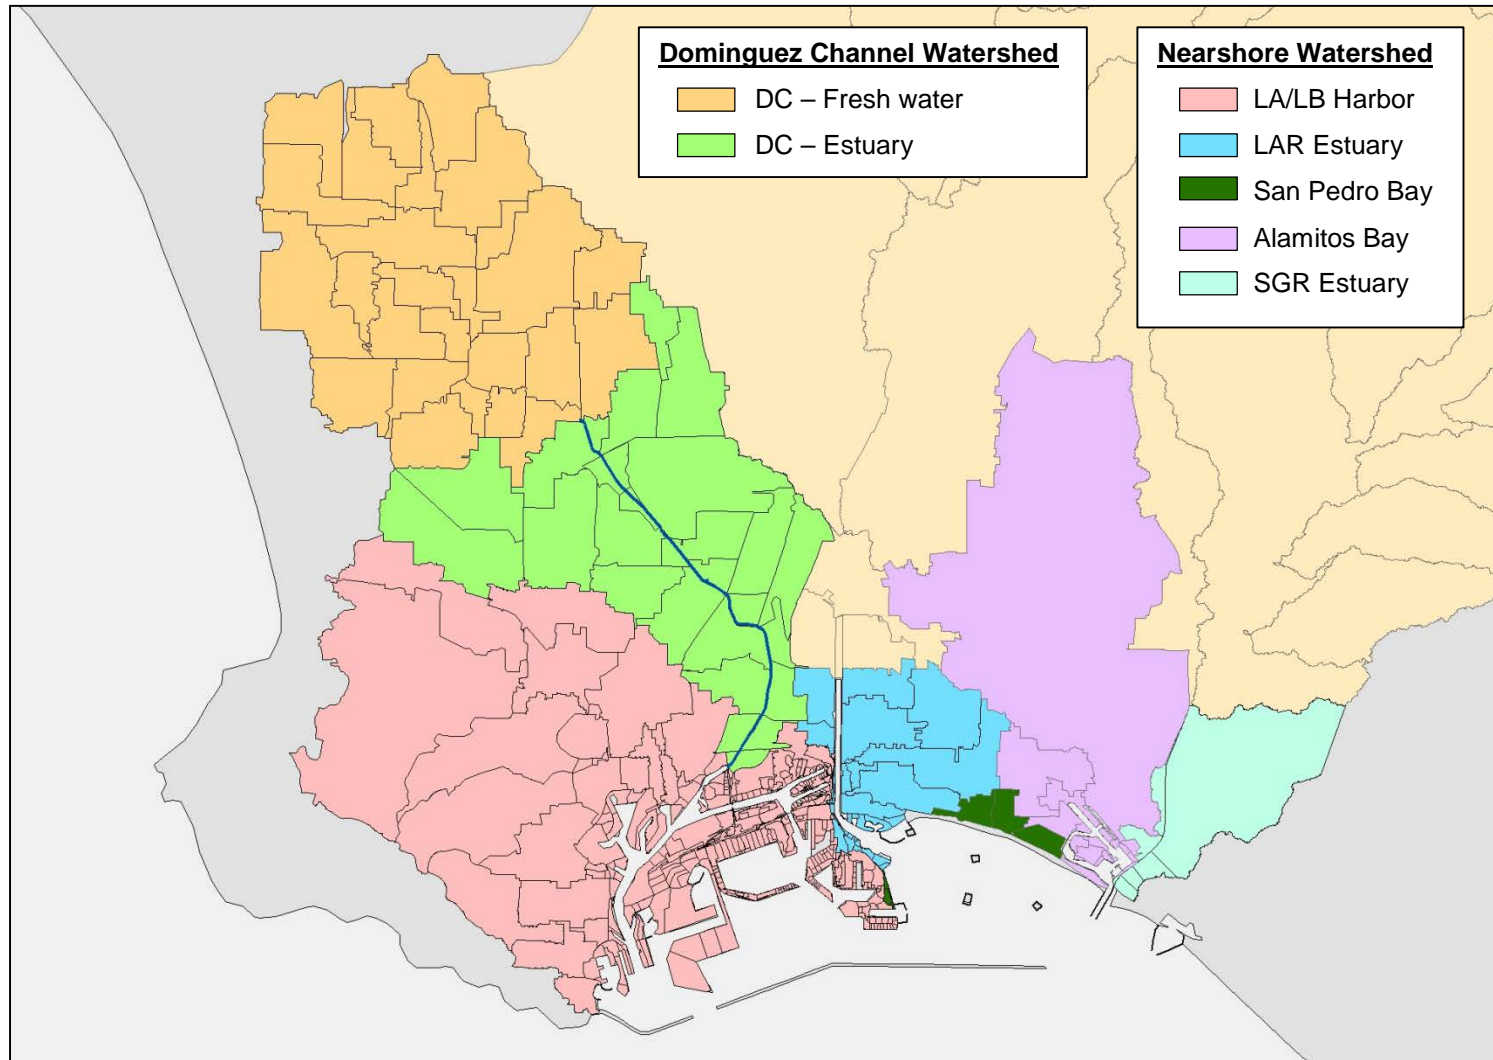 Dominguez Channel Watershed
DC – Fresh water
DC – Estuary
Nearshore Watershed
LA/LB Harbor
LAR Estuary
San Pedro Bay
Alamitos Bay
SGR Estuary